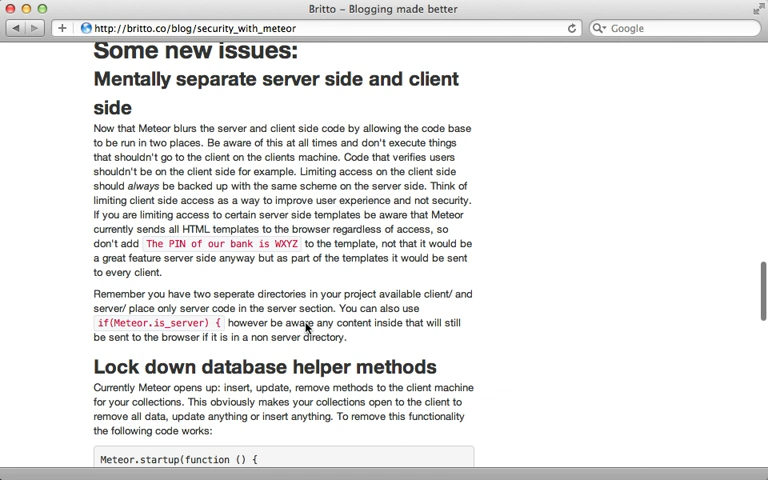 Britto – Blogging made better
http://britto.co/blog/security_with_meteor
Google
Some new issues:
Mentally separate server side and client
side
Now that Meteor blurs the server and client side code by allowing the code base
to be run in two places. Be aware of this at all times and don't execute things
that shouldn't go to the client on the clients machine. Code that verifies users
shouldn't be on the client side for example. Limiting access on the client side
should always be backed up with the same scheme on the server side. Think of
limiting client side access as a way to improve user experience and not security.
If you are limiting access to certain server side templates be aware that Meteor
currently sends all HTML templates to the browser regardless of access, so
don't add The PIN of our bank is WXYZ to the template, not that it would be
a great feature server side anyway but as part of the templates it would be sent
to every client.
Remember you have two seperate directories in your project available client/ and
server/ place only server code in the server section. You can also use
if(Meteor.is_server) { however be aware any content inside that will still
be sent to the browser if it is in a non server directory.
Lock down database helper methods
Currently Meteor opens up: insert, update, remove methods to the client machine
for your collections. This obviously makes your collections open to the client to
remove all data, update anything or insert anything. To remove this functionality
the following code works:
Meteor.startup(function () {